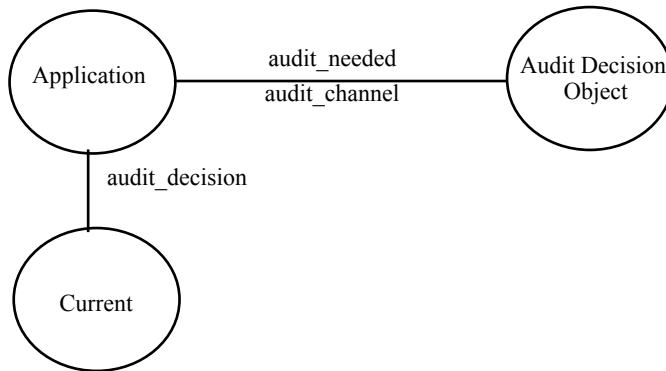 Application
audit_needed
audit_channel
Audit Decision
Object
audit_decision
Current